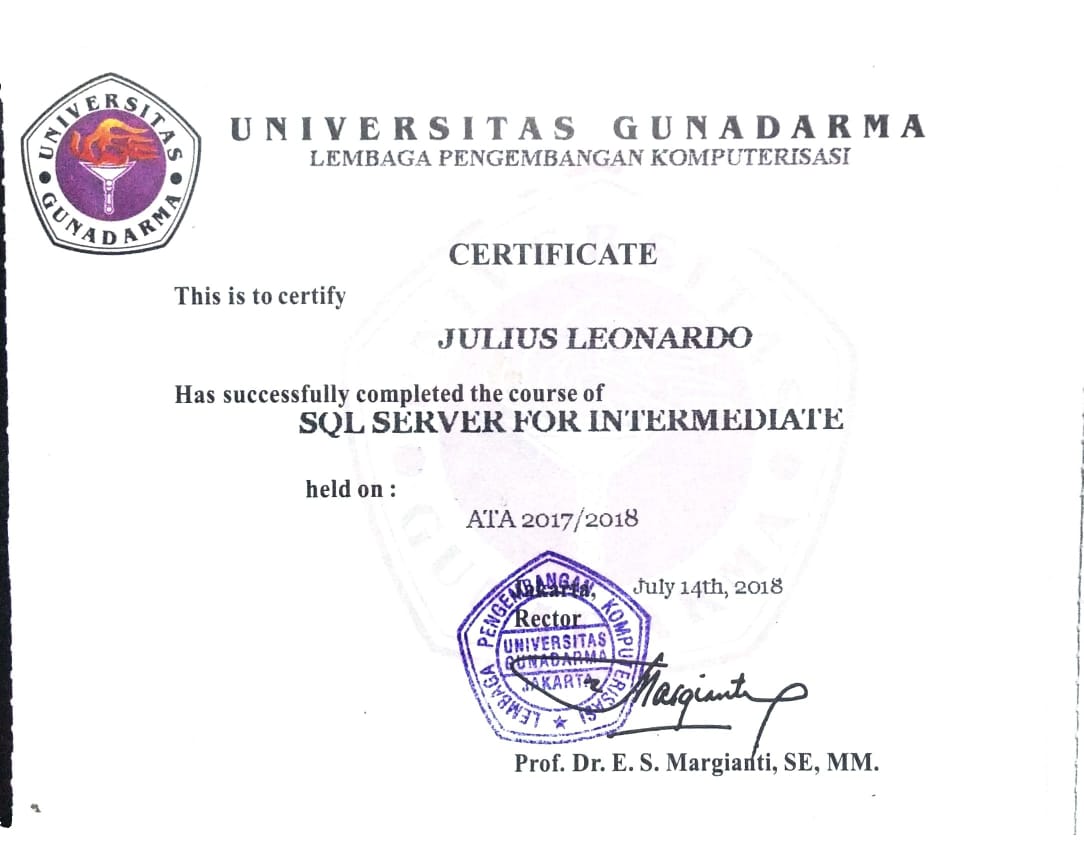 UNIVERSITAS GUNADARMA
UNIVERSITAS GUNADARMA
LEMBAGA PENGEMBANGAN KOMPUTERISASI
CERTIFICATE
This is to certify
JULIUS LEONARDO
Has successfully completed the course of
SQL SERVER FOR INTERMEDIATE
held on :
ATA 2017/2018
Jakarta, July 14th, 2018
Rector
LEMBAGA PENGEMBANGAN KOMPUTERISASI
UNIVERSITAS
GUNADARMA
JAKARTA
Margianti
Prof. Dr. E. S. Margianti, SE, MM.